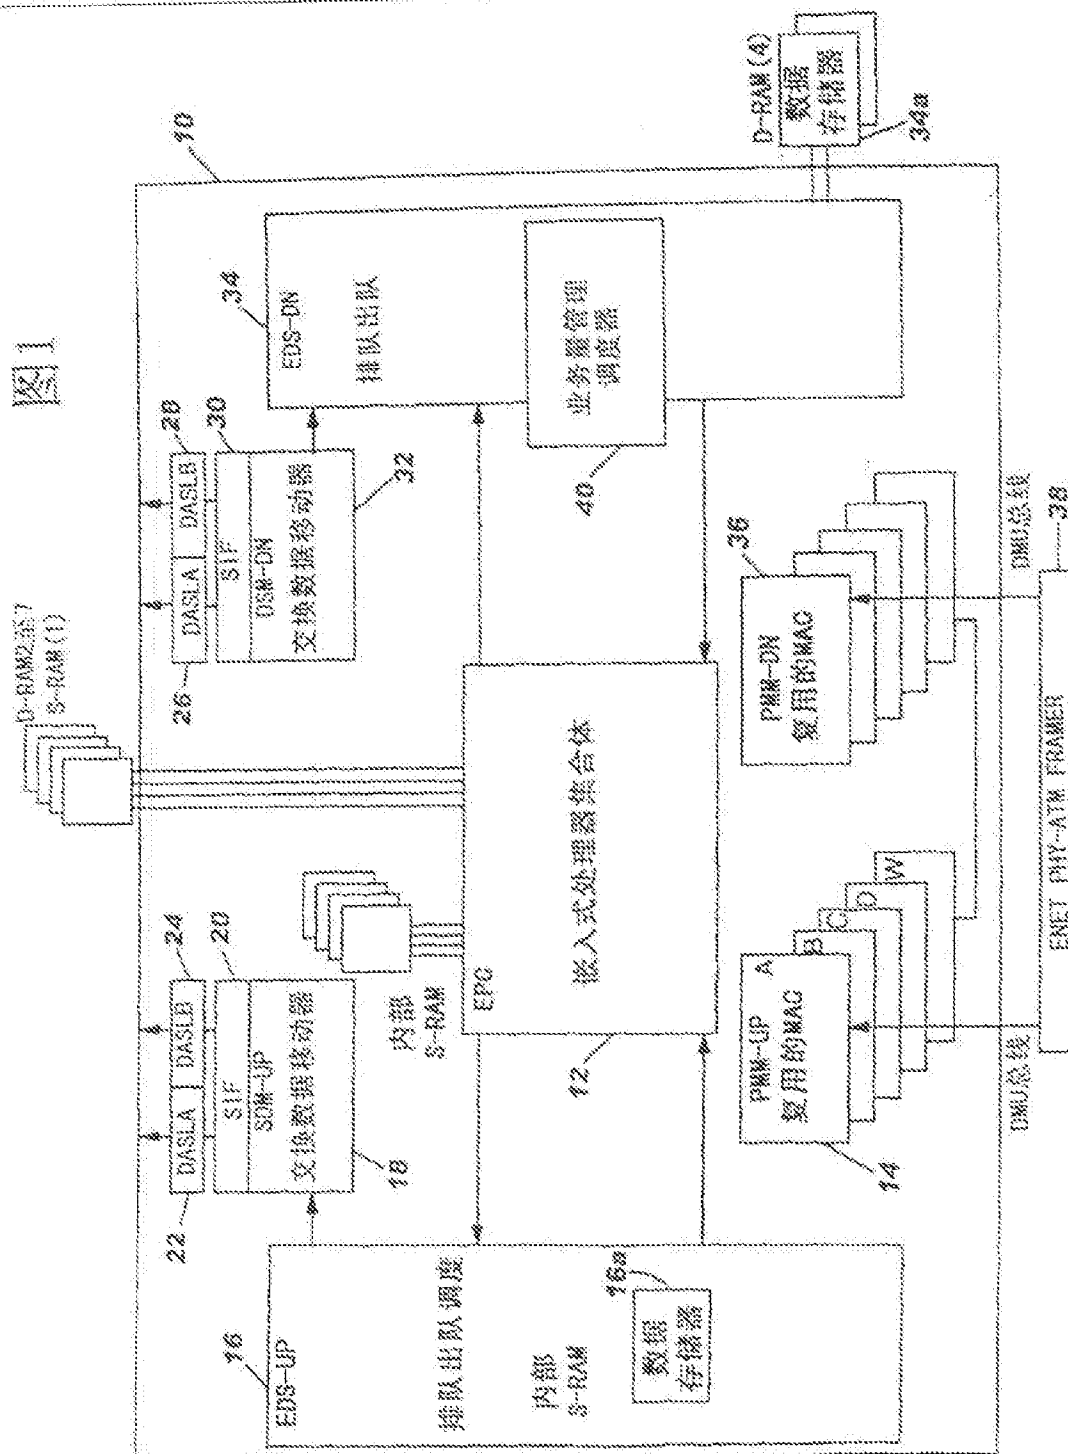 图1
10
D-RAM2至7
S-RAM(1)
D-RAM(4)
数据
存储器
34a
22
DASLA
DASLB
24
STF
20
SDM-UP
交换数据移动器
18
26
DASLA
DASLB
28
SIF
30
DSM-DN
交换数据移动器
32
内部
S-RAM
16
EDS-UP
排队出队调度
内部
S-RAM
16a
数据
存储器
EPC
嵌入式处理器集合体
12
34
EDS-DN
排队出队
业务量管理
调度器
40
PMM-UP
复用的MAC
A
B
C
D
W
14
PMM-DN
复用的MAC
36
DMU总线
DMU总线
ENET PHY-ATM FRAMER
38